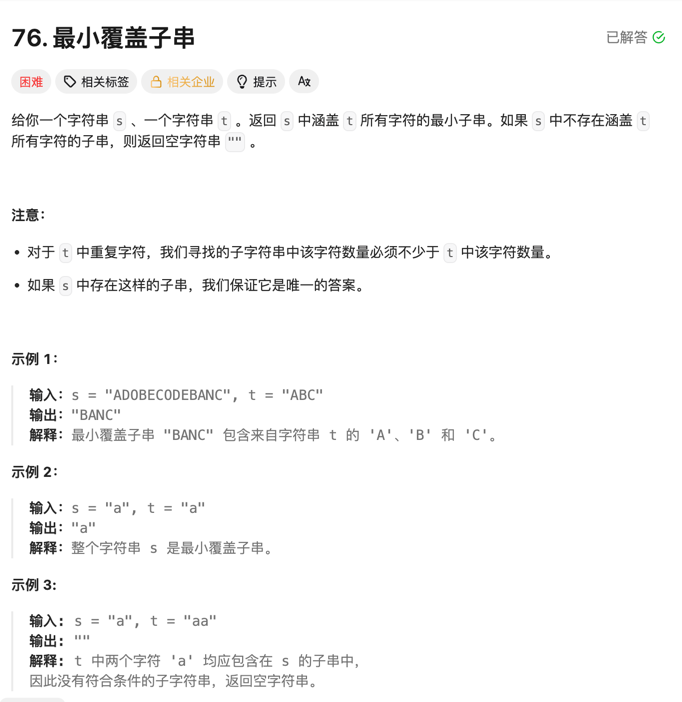 76. 最小覆盖子串
已解答
困难 相关标签 相关企业 提示 Aあ
给你一个字符串 s 、一个字符串 t 。返回 s 中涵盖 t 所有字符的最小子串。如果 s 中不存在涵盖 t
所有字符的子串，则返回空字符串 "" 。
注意：
• 对于 t 中重复字符，我们寻找的子字符串中该字符数量必须不少于 t 中该字符数量。
• 如果 s 中存在这样的子串，我们保证它是唯一的答案。
示例 1：
输入：s = "ADOBECODEBANC", t = "ABC"
输出："BANC"
解释：最小覆盖子串 "BANC" 包含来自字符串 t 的 'A'、'B' 和 'C'。
示例 2：
输入：s = "a", t = "a"
输出："a"
解释：整个字符串 s 是最小覆盖子串。
示例 3:
输入: s = "a", t = "aa"
输出: ""
解释: t 中两个字符 'a' 均应包含在 s 的子串中，
因此没有符合条件的子字符串，返回空字符串。